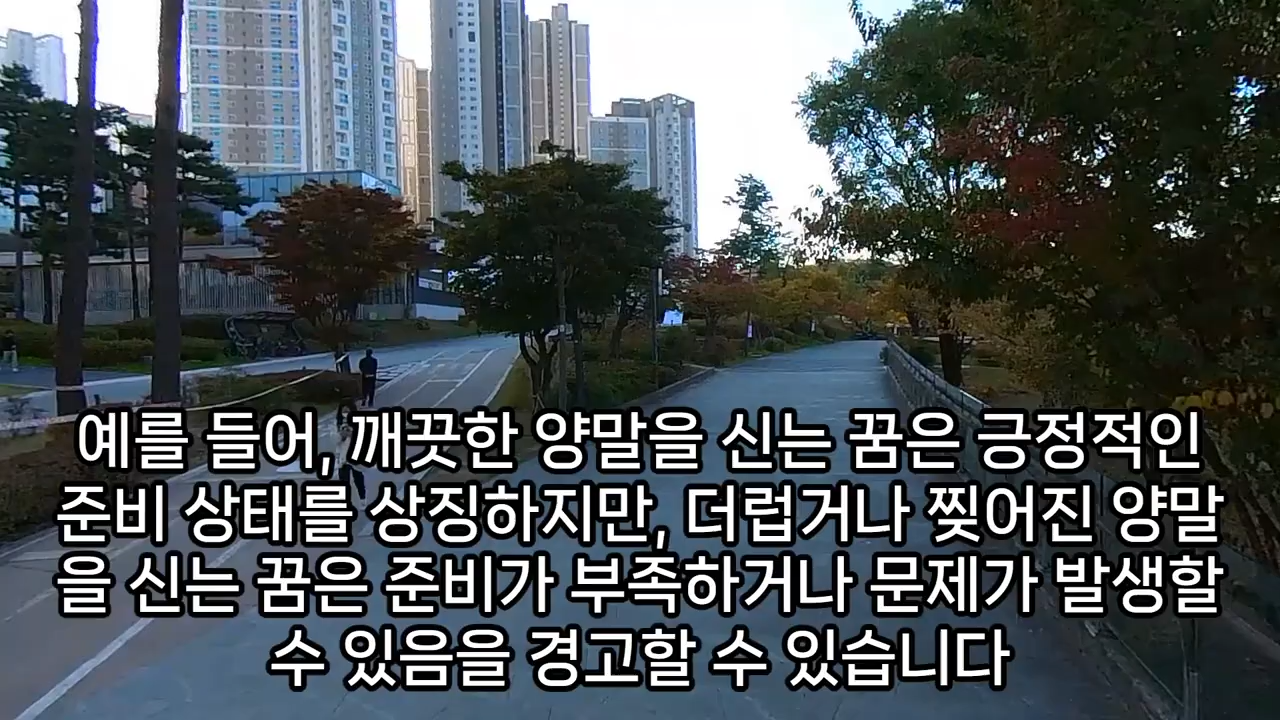 예를 들어, 깨끗한 양말을 신는 꿈은 긍정적인
준비 상태를 상징하지만, 더럽거나 찢어진 양말
을 신는 꿈은 준비가 부족하거나 문제가 발생할
수 있음을 경고할 수 있습니다